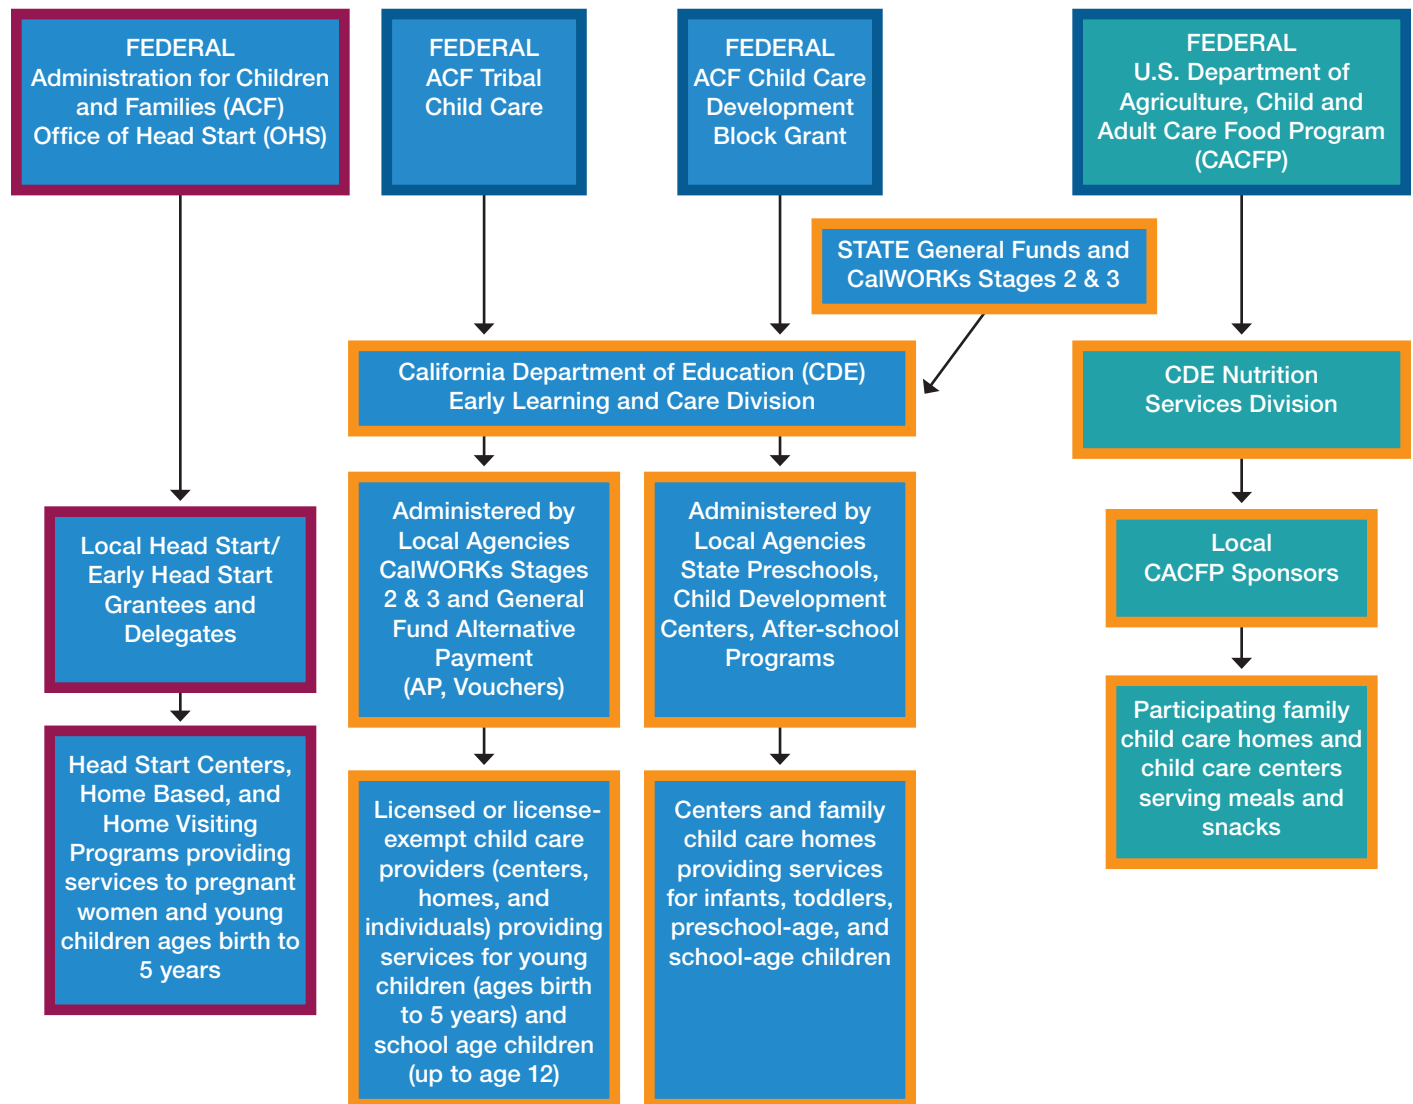 FEDERAL
Administration for Children
and Families (ACF)
Office of Head Start (OHS)
FEDERAL
ACF Tribal
Child Care
FEDERAL
ACF Child Care
Development
Block Grant
FEDERAL
U.S. Department of
Agriculture, Child and
Adult Care Food Program
(CACFP)
STATE General Funds and
CalWORKs Stages 2 & 3
California Department of Education (CDE)
Early Learning and Care Division
CDE Nutrition
Services Division
Local Head Start/
Early Head Start
Grantees and
Delegates
Administered by
Local Agencies
CalWORKs Stages
2 & 3 and General
Fund Alternative
Payment
(AP, Vouchers)
Administered by
Local Agencies
State Preschools,
Child Development
Centers, After-school
Programs
Local
CACFP Sponsors
Head Start Centers,
Home Based, and
Home Visiting
Programs providing
services to pregnant
women and young
children ages birth to
5 years
Licensed or license-
exempt child care
providers (centers,
homes, and
individuals) providing
services for young
children (ages birth
to 5 years) and
school age children
(up to age 12)
Centers and family
child care homes
providing services
for infants, toddlers,
preschool-age, and
school-age children
Participating family
child care homes and
child care centers
serving meals and
snacks